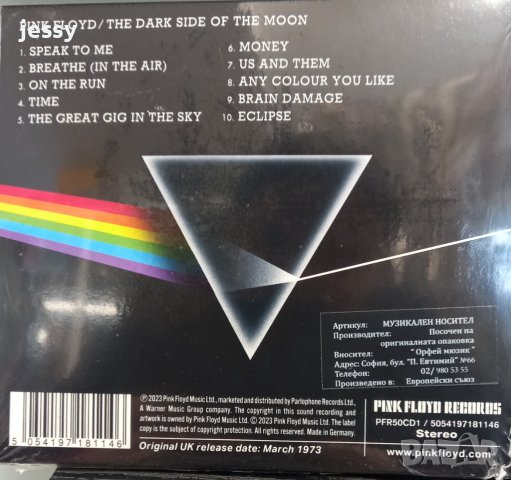 jessy
PINK FLOYD/THE DARK SIDE OF THE MOON
1. SPEAK TO ME
2. BREATHE (IN THE AIR)
3. ON THE RUN
4. TIME
5. THE GREAT GIG IN THE SKY
6. MONEY
7. US AND THEM
8. ANY COLOUR YOU LIKE
9. BRAIN DAMAGE
10. ECLIPSE
Артикул: МУЗИКАЛЕН НОСИТЕЛ
Производител: Посочен на
оригиналната опаковка
Вносител: "Орфей мюзик"
Адрес: София, бул. "П. Евтимий" №66
Телефон: 02/ 980 53 55
Произведено в: Европейски съюз
5 054197 181146
℗ 2023 Pink Floyd Music Ltd., marketed and distributed by Parlophone Records Ltd.,
A Warner Music Group company. The copyright in this sound recording and
artwork is owned by Pink Floyd Music Ltd. © 2023 Pink Floyd Music Ltd. The label
copy is the subject of copyright protection. All rights reserved. Made in Germany.
Original UK release date: March 1973
PINK FLOYD RECORDS
PFR50CD1 / 5054197181146
Stereo
www.pinkfloyd.com
БАZАР